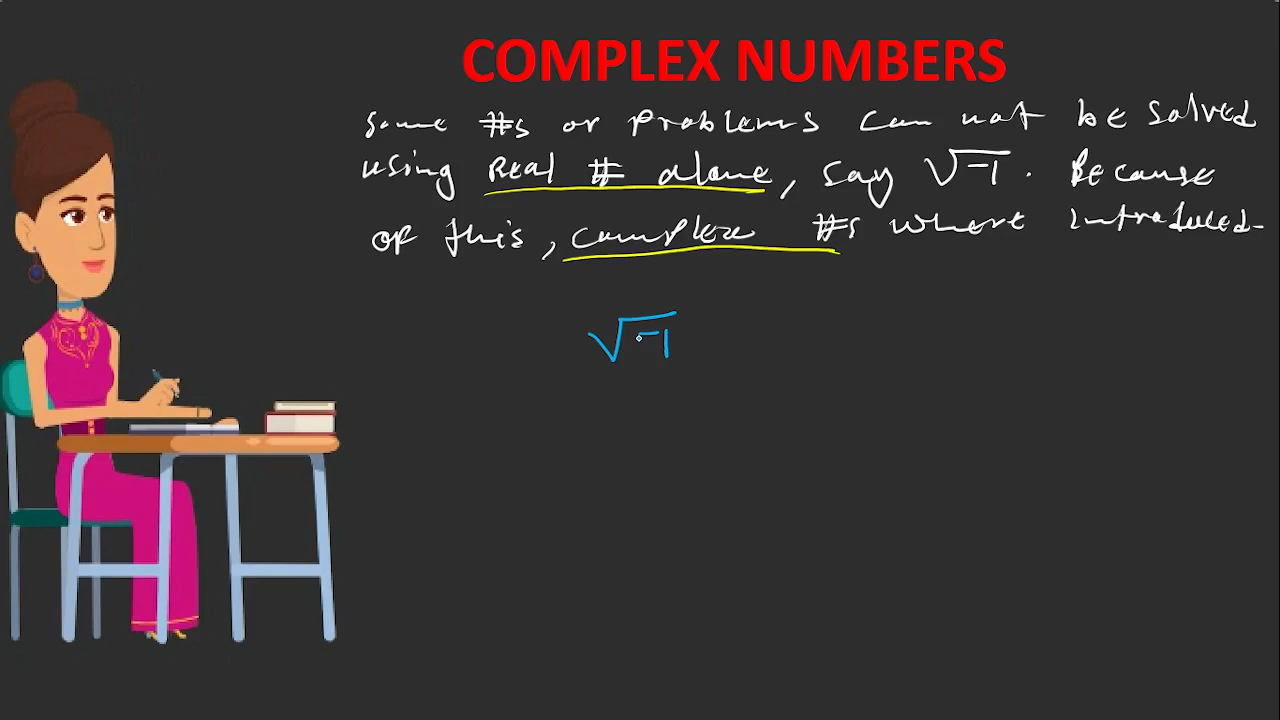 COMPLEX NUMBERS
some #s or problems can not be solved
using Real # alone, say √-1. Because
of this, complex #s where introduced.
√-1